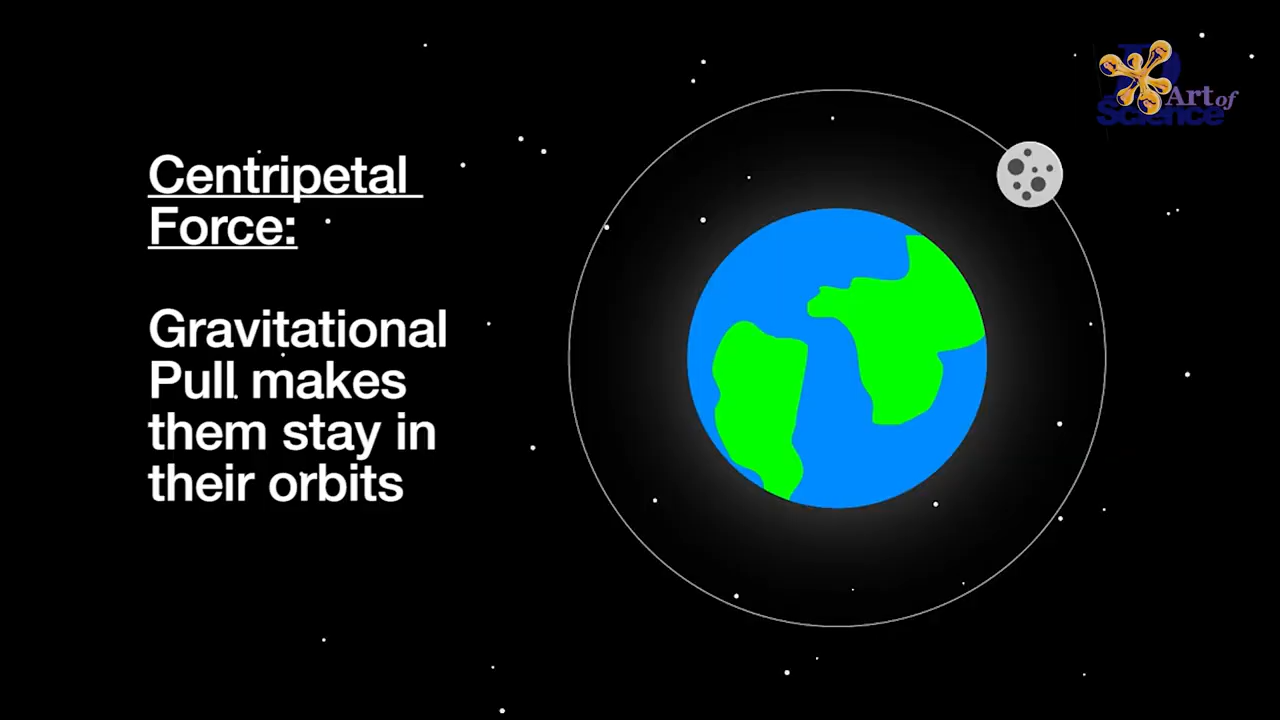 Centripetal
Force:
Gravitational
Pull makes
them stay in
their orbits
Art of
Science